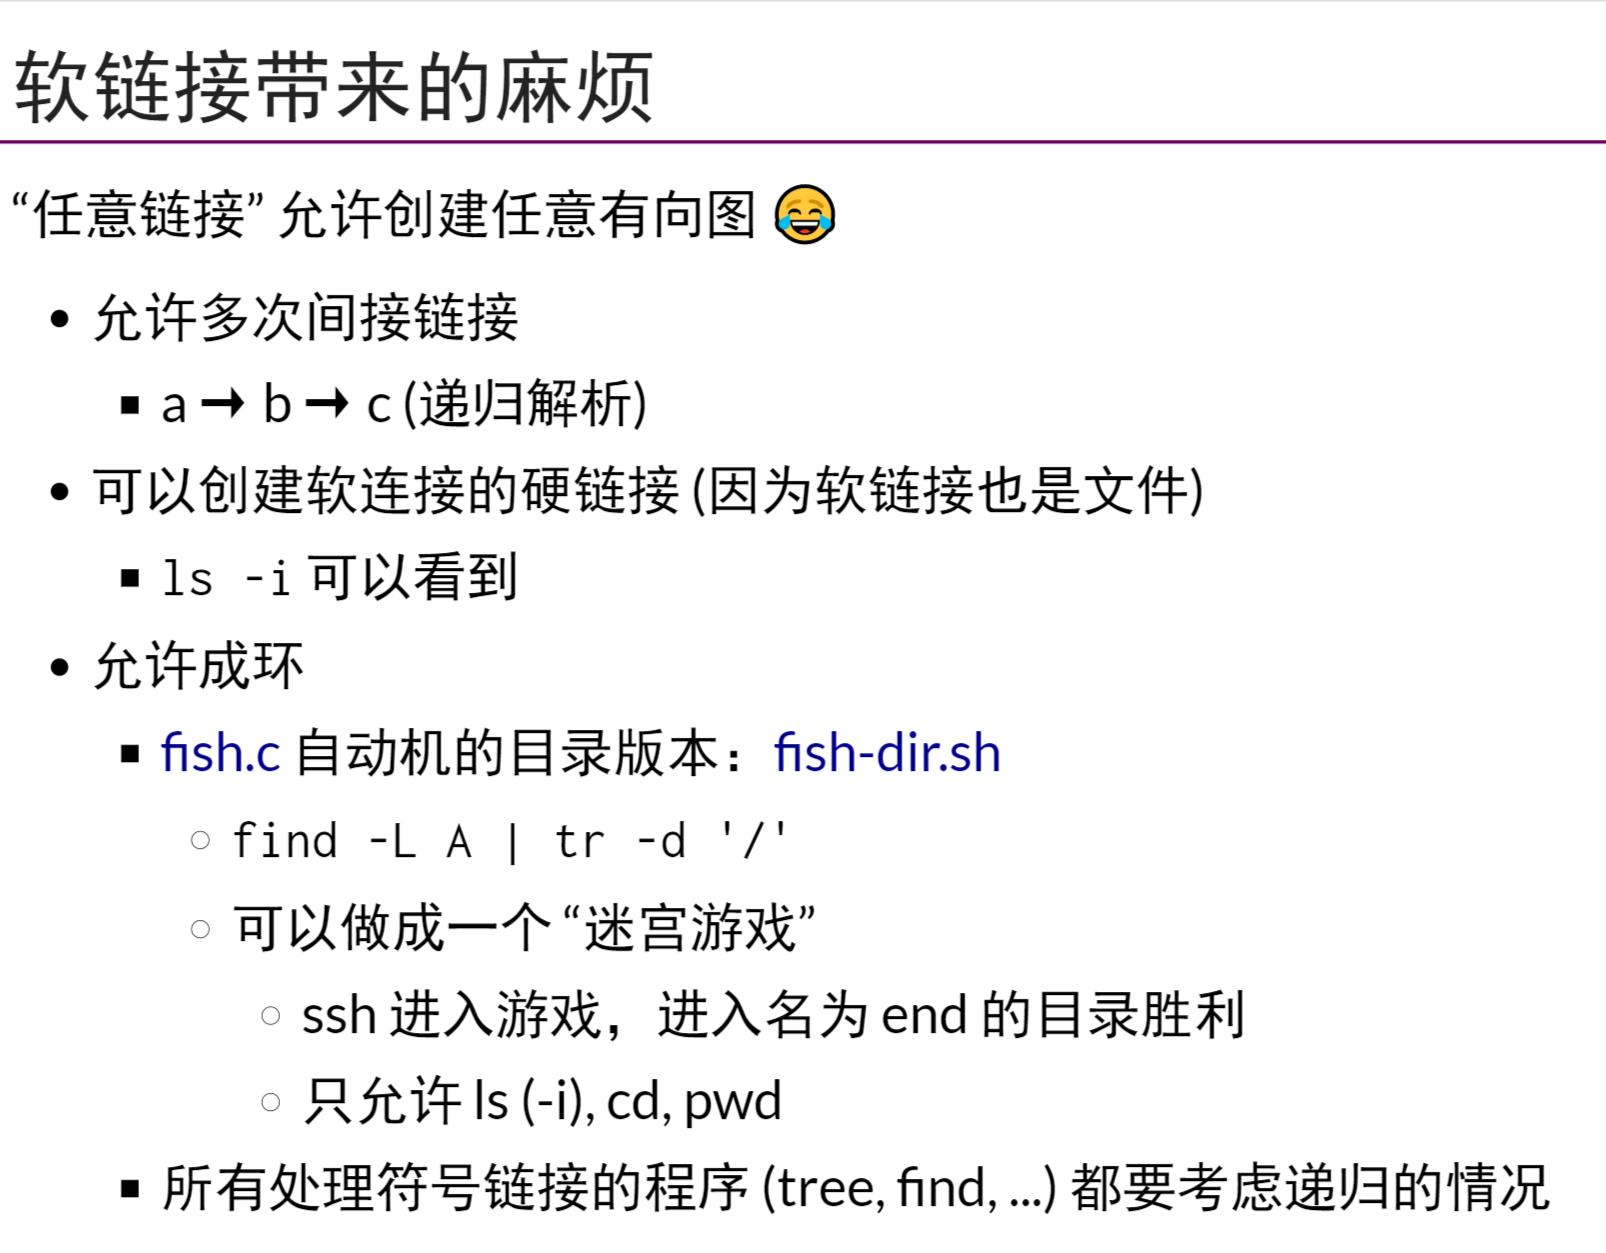 软链接带来的麻烦
“任意链接” 允许创建任意有向图 😂
• 允许多次间接链接
▪ a ➞ b ➞ c (递归解析)
• 可以创建软连接的硬链接 (因为软链接也是文件)
▪ ls -i 可以看到
• 允许成环
▪ fish.c 自动机的目录版本：fish-dir.sh
○ find -L A | tr -d '/'
○ 可以做成一个 “迷宫游戏”
○ ssh 进入游戏，进入名为 end 的目录胜利
○ 只允许 ls (-i), cd, pwd
▪ 所有处理符号链接的程序 (tree, find, ...) 都要考虑递归的情况